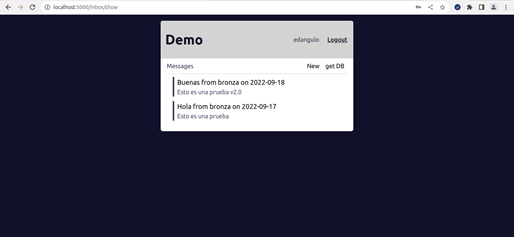 localhost:5000/inbox/show
Demo
edangulo Logout
Messages New get DB
Buenas from bronza on 2022-09-18
Esto es una prueba v2.0
Hola from bronza on 2022-09-17
Esto es una prueba